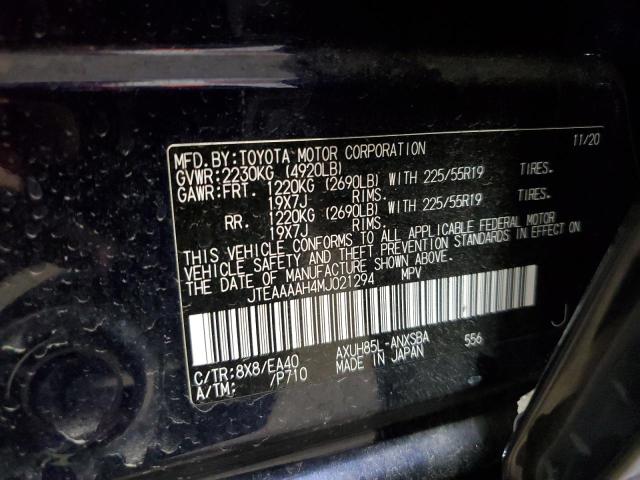 11/20
MFD. BY: TOYOTA MOTOR CORPORATION
GVWR: 2230KG (4920LB)
GAWR: FRT. 1220KG (2690LB) WITH 225/55R19 TIRES.
19X7J RIMS.
RR. 1220KG (2690LB) WITH 225/55R19 TIRES.
19X7J RIMS.
THIS VEHICLE CONFORMS TO ALL APPLICABLE FEDERAL MOTOR
VEHICLE SAFETY AND THEFT PREVENTION STANDARDS IN EFFECT ON
THE DATE OF MANUFACTURE SHOWN ABOVE.
JTEAAAAH4MJ021294 MPV
C/TR: 8X8/EA40 AXUH85L-ANXSBA 556
A/TM: /P710 MADE IN JAPAN
J